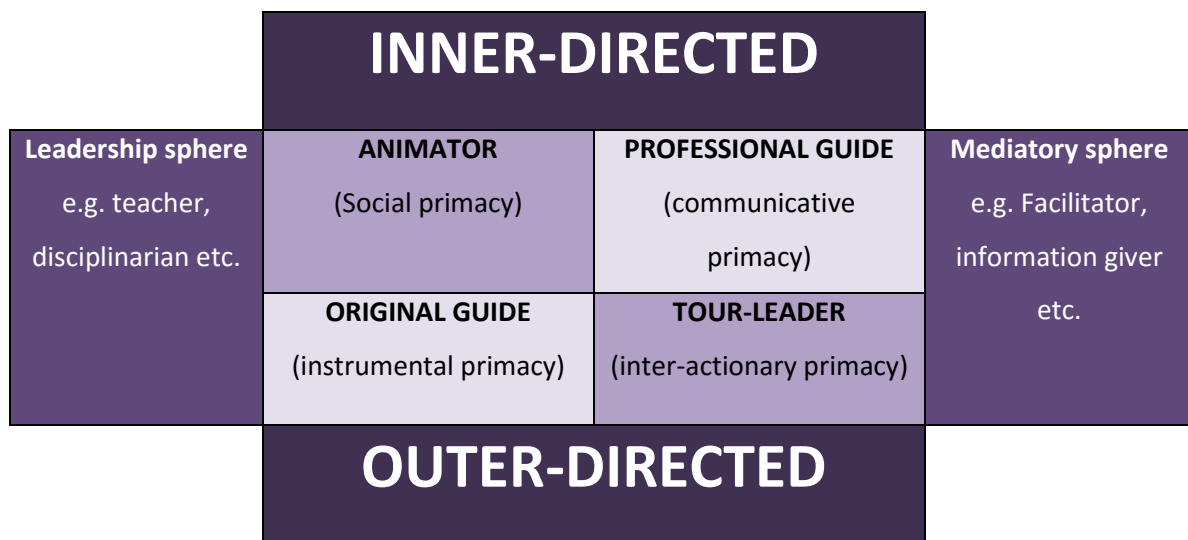 INNER-DIRECTED
Leadership sphere
e.g. teacher,
disciplinarian etc.
ANIMATOR
(Social primacy)
PROFESSIONAL GUIDE
(communicative
primacy)
Mediatory sphere
e.g. Facilitator,
information giver
etc.
ORIGINAL GUIDE
(instrumental primacy)
TOUR-LEADER
(inter-actionary primacy)
OUTER-DIRECTED